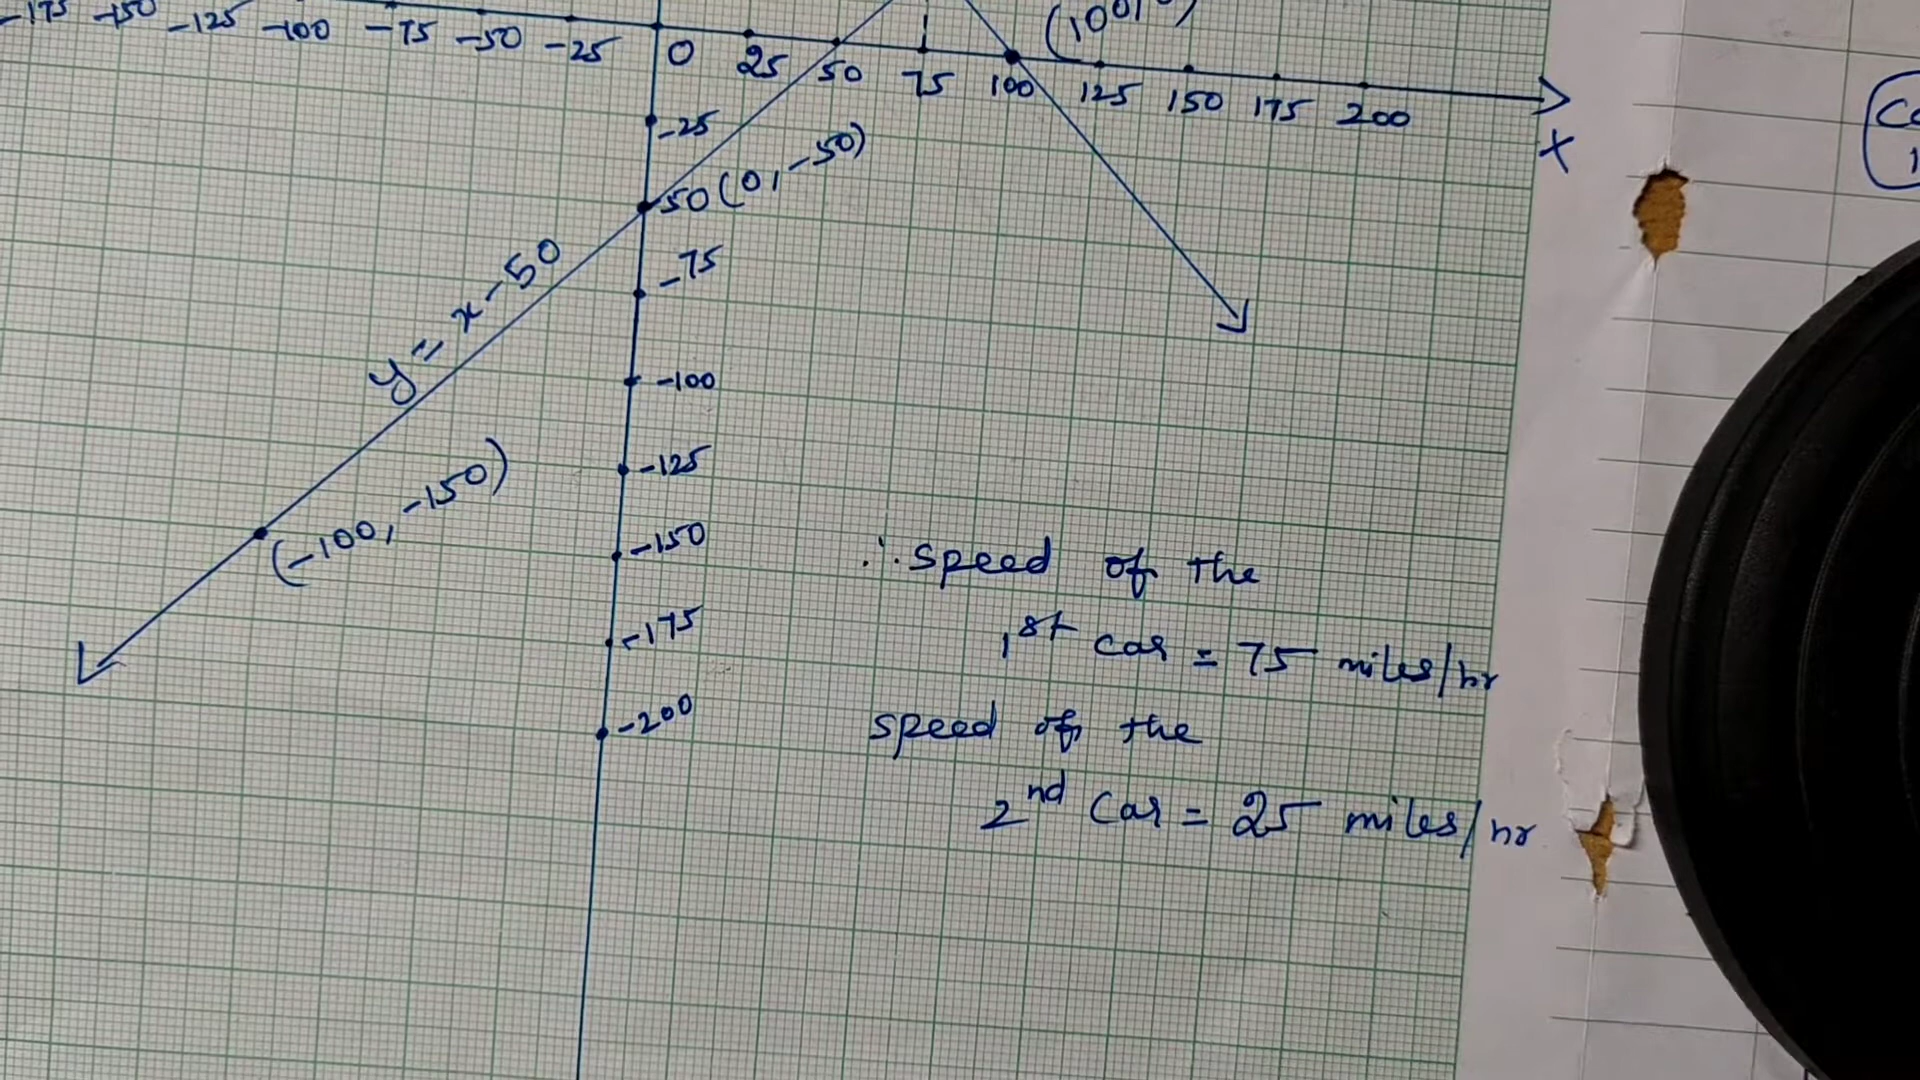 -175 -150 -125 -100 -75 -50 -25 0 25 50 75 100 125 150 175 200
X
-25
-50 (0, -50)
-75
y = x - 50
-100
-125
(-100, -150)
-150
-175
-200
∴ speed of the
1st car = 75 miles/hr
speed of the
2nd car = 25 miles/hr